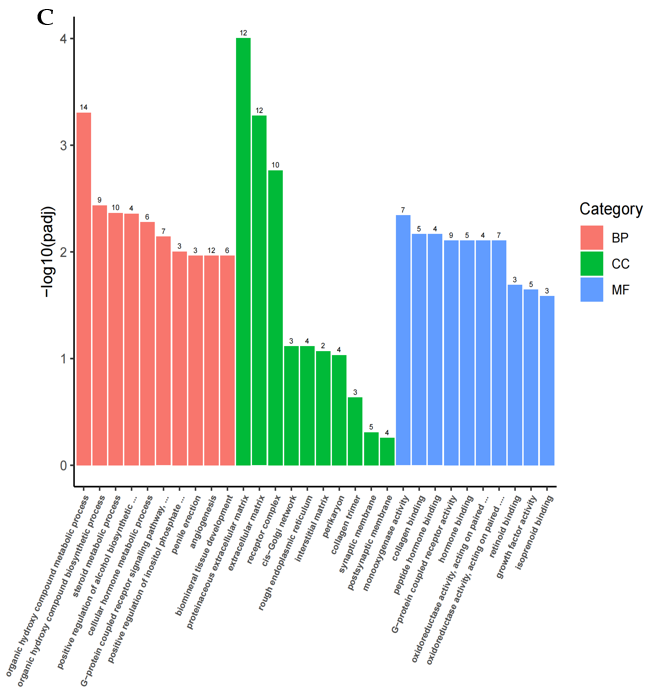 C
−log10(padj)
4
3
2
1
0
14
9
10
4
6
7
3
3
12
6
12
12
10
3
4
2
4
3
5
4
7
5
4
9
5
4
7
3
5
3
organic hydroxy compound metabolic process
organic hydroxy compound biosynthetic process
steroid metabolic process
positive regulation of alcohol biosynthetic ...
cellular hormone metabolic process
G−protein coupled receptor signaling pathway, ...
positive regulation of inositol phosphate ...
penile erection
angiogenesis
biomineral tissue development
proteinaceous extracellular matrix
extracellular matrix
receptor complex
cis−Golgi network
rough endoplasmic reticulum
interstitial matrix
perikaryon
collagen trimer
synaptic membrane
postsynaptic membrane
monooxygenase activity
collagen binding
peptide hormone binding
G−protein coupled receptor activity
hormone binding
oxidoreductase activity, acting on paired ...
oxidoreductase activity, acting on paired ....
retinoid binding
growth factor activity
isoprenoid binding
Category
BP
CC
MF